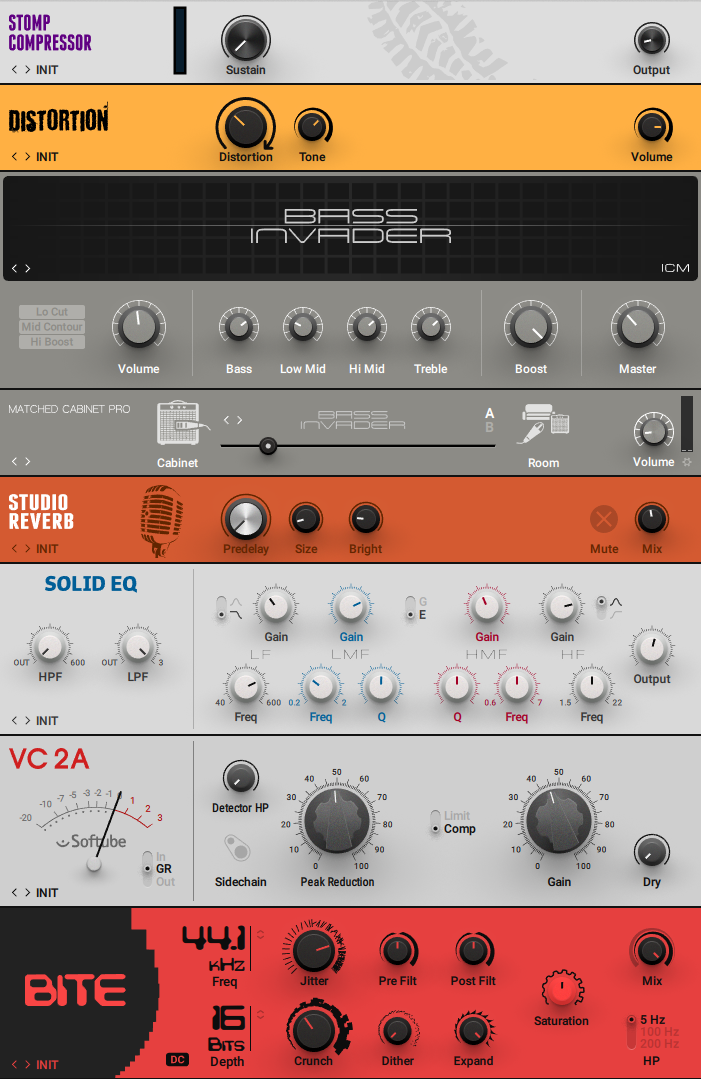 STOMP
COMPRESSOR
Sustain
Output
< > INIT
DISTORTION
Distortion
Tone
Volume
< > INIT
BASS
INVADER
< >
ICM
Lo Cut
Mid Contour
Hi Boost
Volume
Bass
Low Mid
Hi Mid
Treble
Boost
Master
MATCHED CABINET PRO
Cabinet
< >
BASS
INVADER
A
B
Room
Volume
< >
STUDIO
REVERB
Predelay
Size
Bright
Mute
Mix
< > INIT
SOLID EQ
OUT
600
HPF
OUT
3
LPF
Gain
Gain
G
E
Gain
Gain
LF
LMF
HMF
HF
Output
40
600
Freq
0.2
2
Freq
Q
Q
0.6
7
Freq
1.5
22
Freq
< > INIT
VC 2A
-20
-10
-7
-5
-3
-2
-1
0
1
2
3
Softube
In
GR
Out
Detector HP
Sidechain
0
10
20
30
40
50
60
70
80
90
100
Peak Reduction
Limit
Comp
0
10
20
30
40
50
60
70
80
90
100
Gain
Dry
< > INIT
BITE
44.1
kHz
Freq
Jitter
Pre Filt
Post Filt
Mix
Saturation
16
Bits
Depth
DC
Crunch
Dither
Expand
5 Hz
100 Hz
200 Hz
HP
< > INIT